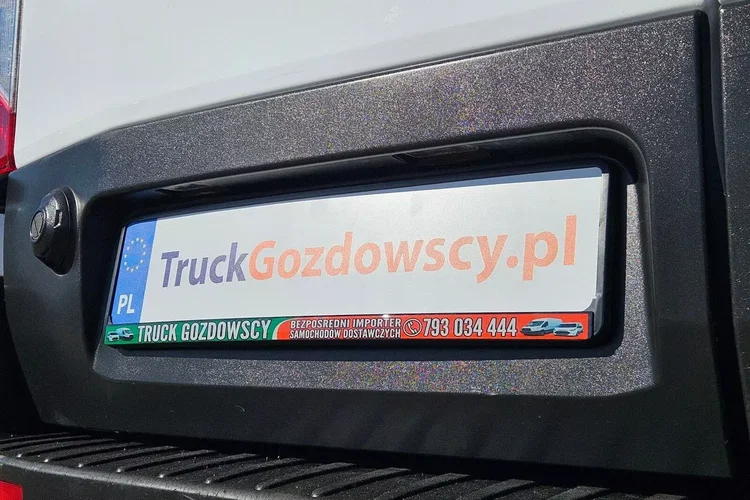 TruckGozdowscy.pl
PL
TRUCK GOZDOWSCY
BEZPOŚREDNI IMPORTER
SAMOCHODÓW DOSTAWCZYCH
793 034 444